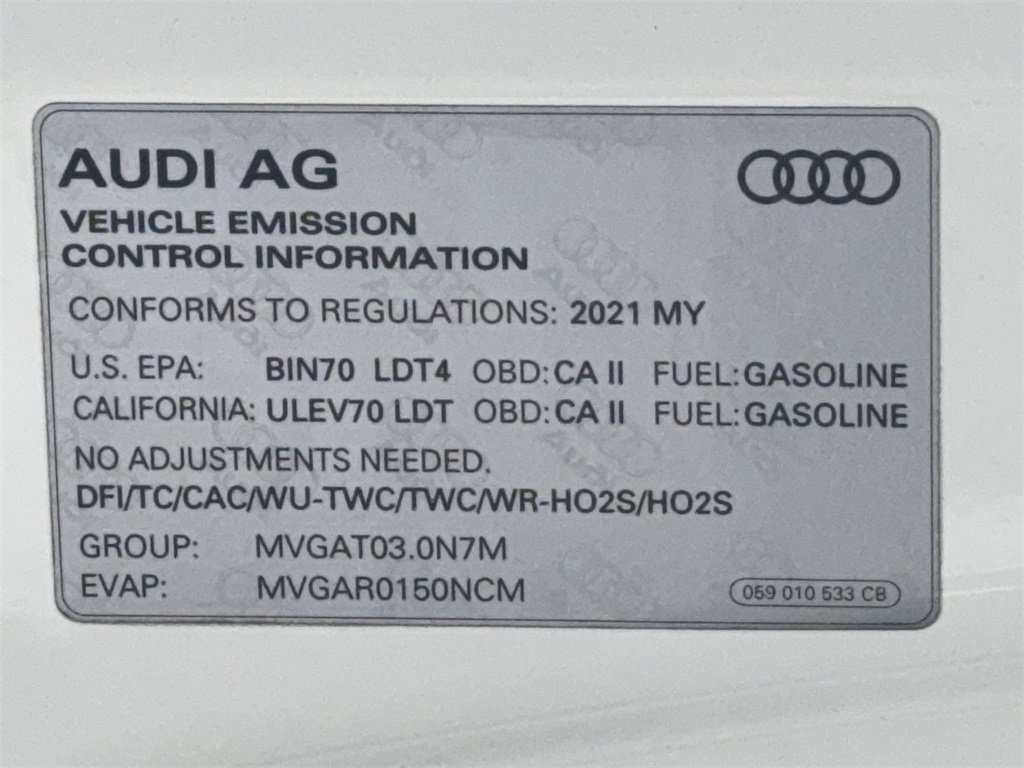 AUDI AG
VEHICLE EMISSION
CONTROL INFORMATION
CONFORMS TO REGULATIONS: 2021 MY
U.S. EPA: BIN70 LDT4 OBD: CA II FUEL: GASOLINE
CALIFORNIA: ULEV70 LDT OBD: CA II FUEL: GASOLINE
NO ADJUSTMENTS NEEDED.
DFI/TC/CAC/WU-TWC/TWC/WR-HO2S/HO2S
GROUP: MVGAT03.0N7M
EVAP: MVGAR0150NCM
059 010 533 CB